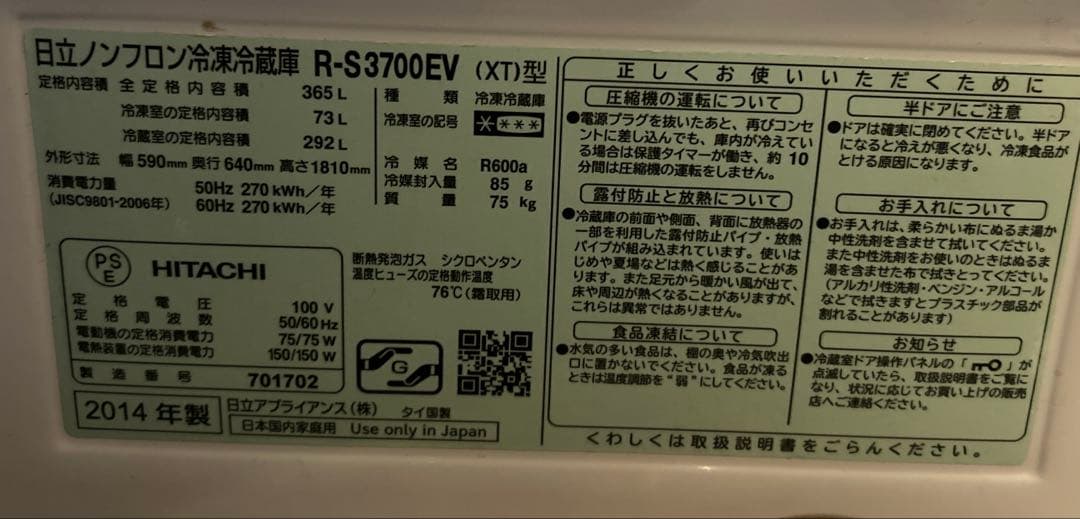 日立ノンフロン冷凍冷蔵庫 R-S3700EV (XT)型
定格内容積 全定格内容積 365 L
冷凍室の定格内容積 73 L
冷蔵室の定格内容積 292 L
外形寸法 幅 590mm 奥行 640mm 高さ 1810mm
消費電力量 50Hz 270 kWh/年
(JISC9801-2006年) 60Hz 270 kWh/年
種類 冷凍冷蔵庫
冷凍室の記号 ****
冷媒名 R600a
冷媒封入量 85 g
質量 75 kg
PS
E
HITACHI
定格電圧 100 V
定格周波数 50/60 Hz
電動機の定格消費電力 75/75 W
電熱装置の定格消費電力 150/150 W
製造番号 701702
断熱発泡ガス シクロペンタン
温度ヒューズの定格動作温度
76℃(霜取用)
G
2014 年製
日立アプライアンス(株) タイ国製
日本国内家庭用 Use only in Japan
正しくお使いいただくために
圧縮機の運転について
●電源プラグを抜いたあと、再びコンセ
ントに差し込んでも、庫内が冷えてい
る場合は保護タイマーが働き、約 10
分間は圧縮機の運転をしません。
露付防止と放熱について
●冷蔵庫の前面や側面、背面に放熱器の
一部を利用した露付防止パイプ・放熱
パイプが組み込まれています。使いは
じめや夏場などは熱く感じることがあ
ります。また足元から暖かい風が出て、
床や周辺が熱くなることがありますが、
これらは異常ではありません。
食品凍結について
●水気の多い食品は、棚の奥や冷気吹出
口に置かないでください。食品が凍る
ときは温度調節を“弱”にしてください。
半ドアにご注意
●ドアは確実に閉めてください。半ドア
になると冷えが悪くなり、冷凍食品が
とける原因になります。
お手入れについて
●お手入れは、柔らかい布にぬるま湯か
中性洗剤を含ませて拭いてください。
また中性洗剤をお使いのときはぬるま
湯を含ませた布で拭きとってください。
(アルカリ性洗剤・ベンジン・アルコール
などで拭きますとプラスチック部品が
割れることがあります)
お知らせ
●冷蔵室ドア操作パネルの「 」が
点滅していたら、取扱説明書をご覧に
なり、状況に応じてお買い上げの販売
店へご連絡ください。
くわしくは取扱説明書をごらんください。